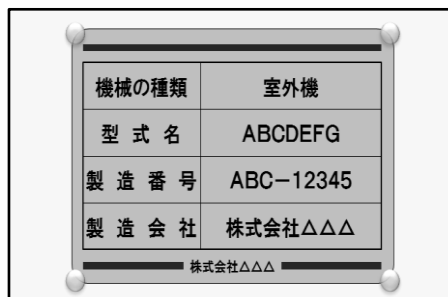 機械の種類 室外機
型式名 ABCDEFG
製造番号 ABC－12345
製造会社 株式会社△△△
株式会社△△△